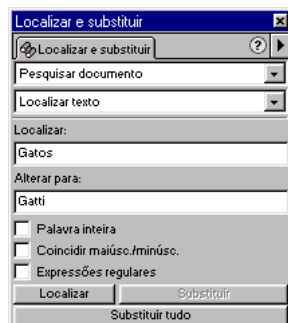 Localizar e substituir
Localizar e substituir
Pesquisar documento
Localizar texto
Localizar:
Gatos
Alterar para:
Gatti
Palavra inteira
Coincidir maiúsc./minúsc.
Expressões regulares
Localizar Substituir
Substituir tudo